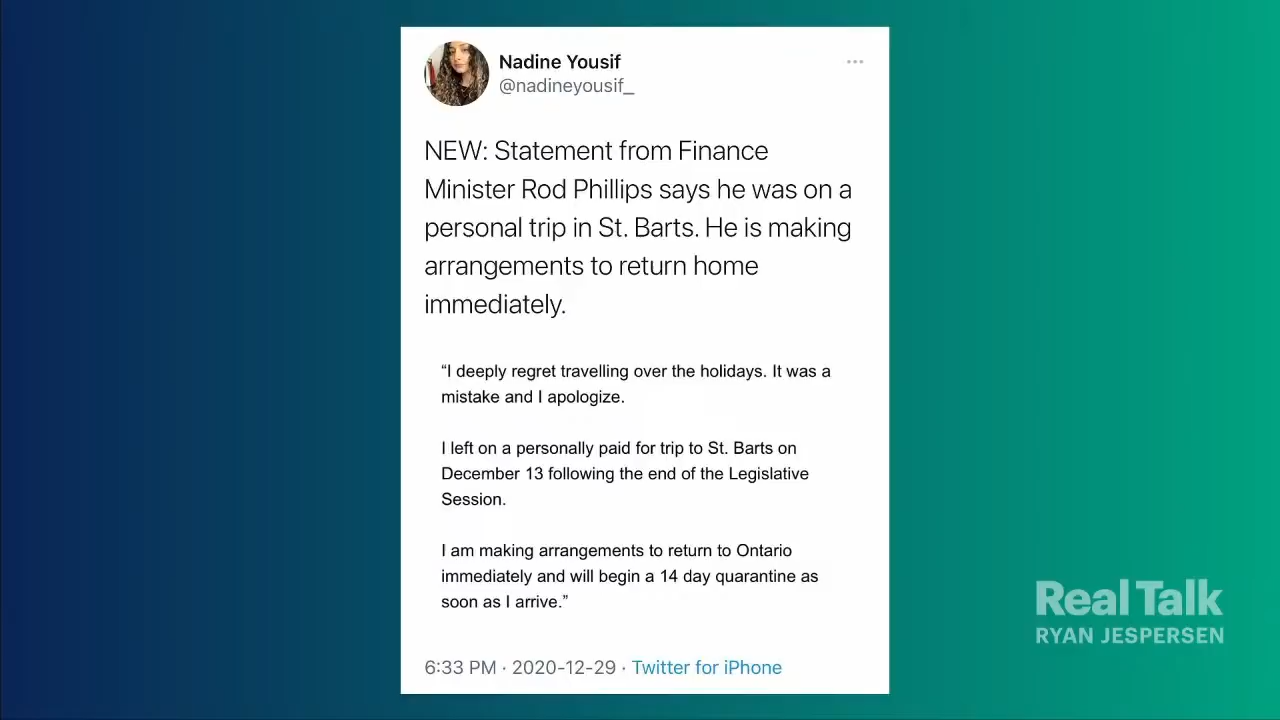 Nadine Yousif
@nadineyousif_
NEW: Statement from Finance
Minister Rod Phillips says he was on a
personal trip in St. Barts. He is making
arrangements to return home
immediately.
“I deeply regret travelling over the holidays. It was a
mistake and I apologize.
I left on a personally paid for trip to St. Barts on
December 13 following the end of the Legislative
Session.
I am making arrangements to return to Ontario
immediately and will begin a 14 day quarantine as
soon as I arrive.”
6:33 PM · 2020-12-29 · Twitter for iPhone
Real Talk
RYAN JESPERSEN